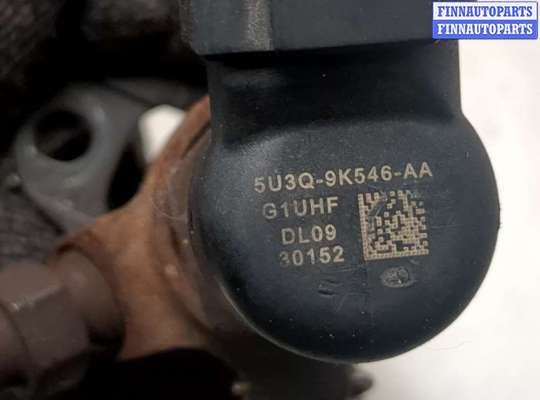 FINNAUTOPARTS
FINNAUTOPARTS
5U3Q-9K546-AA
G1UHF
DL09
30152